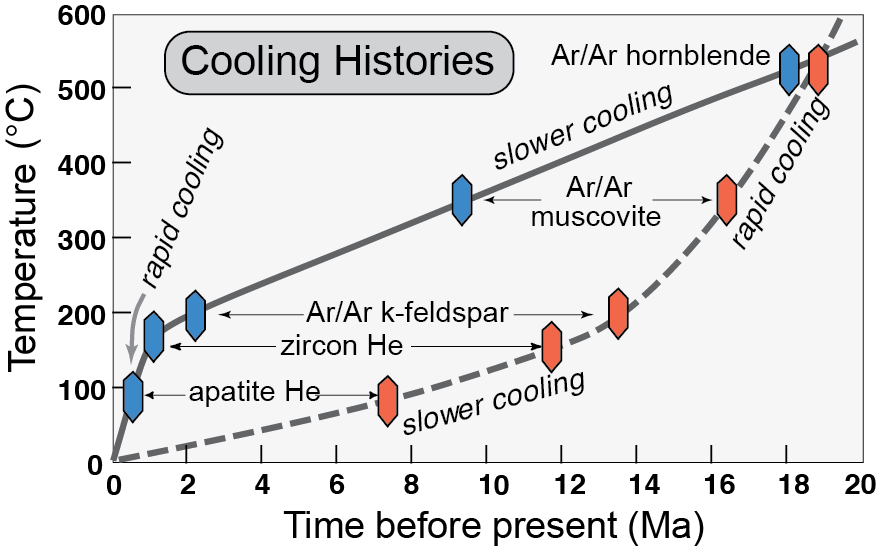 Cooling Histories
Ar/Ar hornblende
slower cooling
rapid cooling
Ar/Ar
muscovite
rapid cooling
Ar/Ar k-feldspar
zircon He
apatite He
slower cooling
Temperature (°C)
600
500
400
300
200
100
0
0 2 4 6 8 10 12 14 16 18 20
Time before present (Ma)